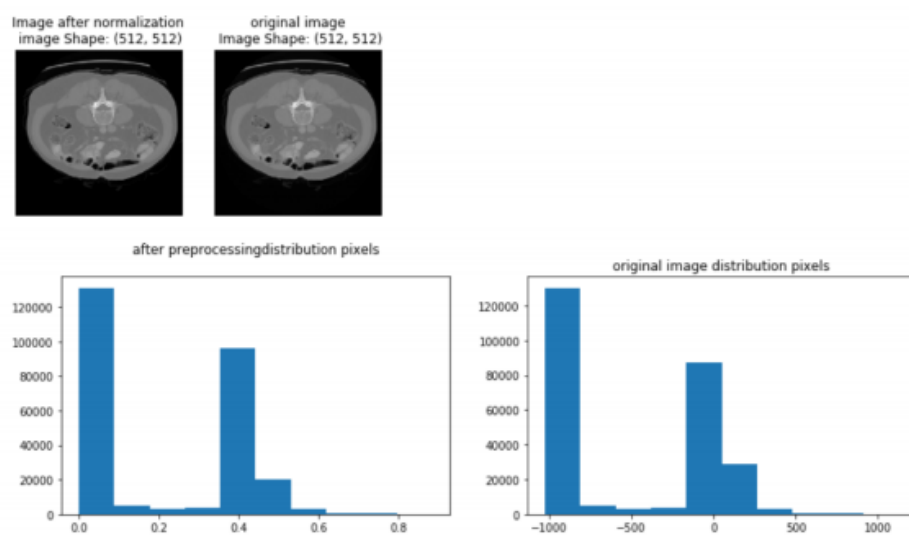 Image after normalization
image Shape: (512, 512)
original image
Image Shape: (512, 512)
after preprocessingdistribution pixels
120000
100000
80000
60000
40000
20000
0
0.0 0.2 0.4 0.6 0.8
original image distribution pixels
120000
100000
80000
60000
40000
20000
0
−1000 −500 0 500 1000